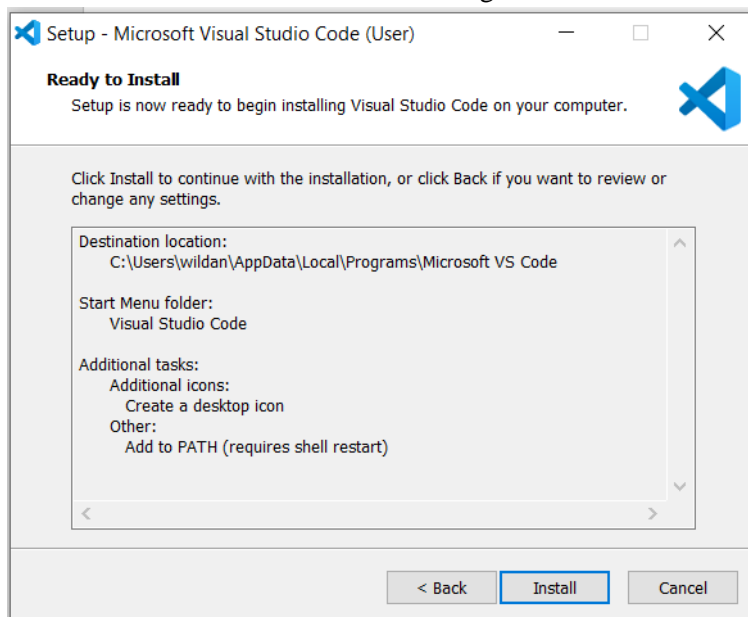 Setup - Microsoft Visual Studio Code (User)
Ready to Install
Setup is now ready to begin installing Visual Studio Code on your computer.
Click Install to continue with the installation, or click Back if you want to review or
change any settings.
Destination location:
C:\Users\wildan\AppData\Local\Programs\Microsoft VS Code
Start Menu folder:
Visual Studio Code
Additional tasks:
Additional icons:
Create a desktop icon
Other:
Add to PATH (requires shell restart)
< Back
Install
Cancel